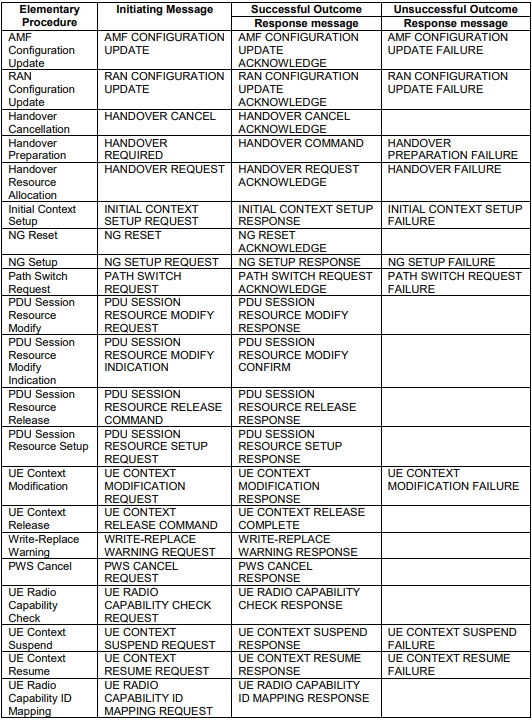 Elementary Procedure | Initiating Message | Successful Outcome | Unsuccessful Outcome
Response message | Response message
AMF Configuration Update | AMF CONFIGURATION UPDATE | AMF CONFIGURATION UPDATE ACKNOWLEDGE | AMF CONFIGURATION UPDATE FAILURE
RAN Configuration Update | RAN CONFIGURATION UPDATE | RAN CONFIGURATION UPDATE ACKNOWLEDGE | RAN CONFIGURATION UPDATE FAILURE
Handover Cancellation | HANDOVER CANCEL | HANDOVER CANCEL ACKNOWLEDGE |
Handover Preparation | HANDOVER REQUIRED | HANDOVER COMMAND | HANDOVER PREPARATION FAILURE
Handover Resource Allocation | HANDOVER REQUEST | HANDOVER REQUEST ACKNOWLEDGE | HANDOVER FAILURE
Initial Context Setup | INITIAL CONTEXT SETUP REQUEST | INITIAL CONTEXT SETUP RESPONSE | INITIAL CONTEXT SETUP FAILURE
NG Reset | NG RESET | NG RESET ACKNOWLEDGE |
NG Setup | NG SETUP REQUEST | NG SETUP RESPONSE | NG SETUP FAILURE
Path Switch Request | PATH SWITCH REQUEST | PATH SWITCH REQUEST ACKNOWLEDGE | PATH SWITCH REQUEST FAILURE
PDU Session Resource Modify | PDU SESSION RESOURCE MODIFY REQUEST | PDU SESSION RESOURCE MODIFY RESPONSE |
PDU Session Resource Modify Indication | PDU SESSION RESOURCE MODIFY INDICATION | PDU SESSION RESOURCE MODIFY CONFIRM |
PDU Session Resource Release | PDU SESSION RESOURCE RELEASE COMMAND | PDU SESSION RESOURCE RELEASE RESPONSE |
PDU Session Resource Setup | PDU SESSION RESOURCE SETUP REQUEST | PDU SESSION RESOURCE SETUP RESPONSE |
UE Context Modification | UE CONTEXT MODIFICATION REQUEST | UE CONTEXT MODIFICATION RESPONSE | UE CONTEXT MODIFICATION FAILURE
UE Context Release | UE CONTEXT RELEASE COMMAND | UE CONTEXT RELEASE COMPLETE |
Write-Replace Warning | WRITE-REPLACE WARNING REQUEST | WRITE-REPLACE WARNING RESPONSE |
PWS Cancel | PWS CANCEL REQUEST | PWS CANCEL RESPONSE |
UE Radio Capability Check | UE RADIO CAPABILITY CHECK REQUEST | UE RADIO CAPABILITY CHECK RESPONSE |
UE Context Suspend | UE CONTEXT SUSPEND REQUEST | UE CONTEXT SUSPEND RESPONSE | UE CONTEXT SUSPEND FAILURE
UE Context Resume | UE CONTEXT RESUME REQUEST | UE CONTEXT RESUME RESPONSE | UE CONTEXT RESUME FAILURE
UE Radio Capability ID Mapping | UE RADIO CAPABILITY ID MAPPING REQUEST | UE RADIO CAPABILITY ID MAPPING RESPONSE |